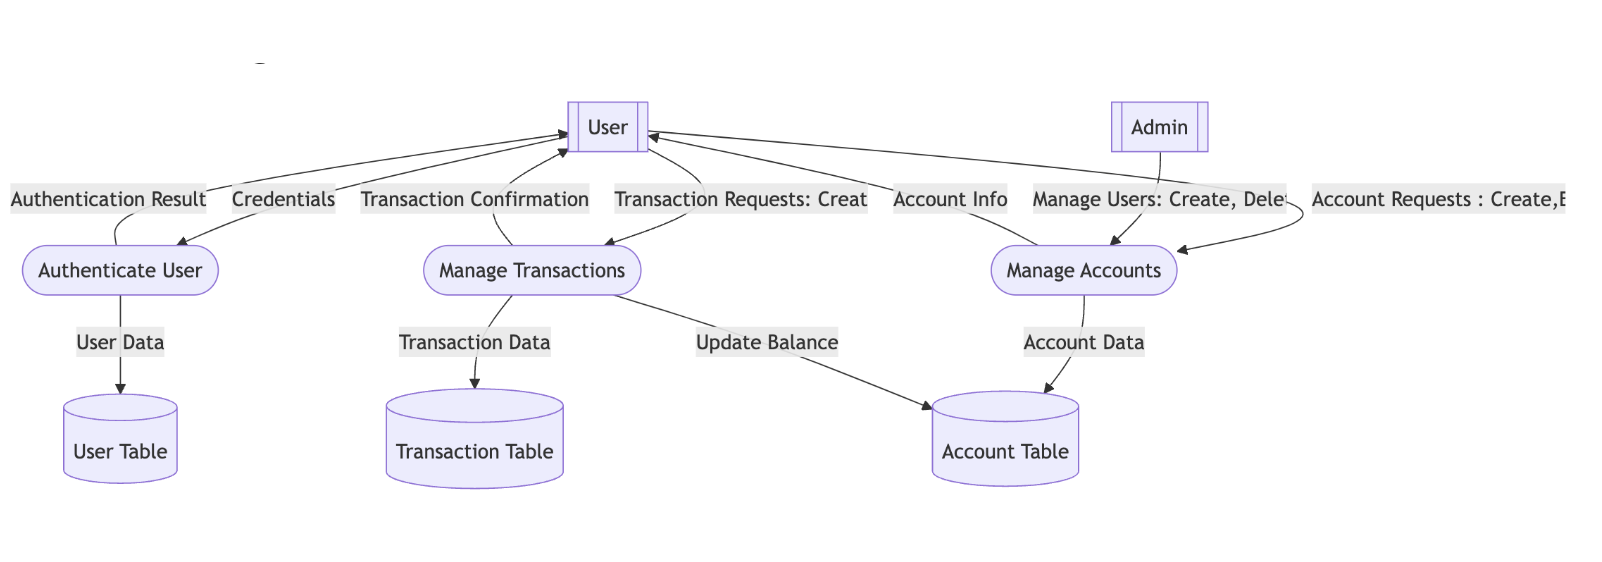 User
Admin
Authentication Result
Credentials
Transaction Confirmation
Transaction Requests: Creat
Account Info
Manage Users: Create, Dele
Account Requests : Create,E
Authenticate User
Manage Transactions
Manage Accounts
User Data
Transaction Data
Update Balance
Account Data
User Table
Transaction Table
Account Table